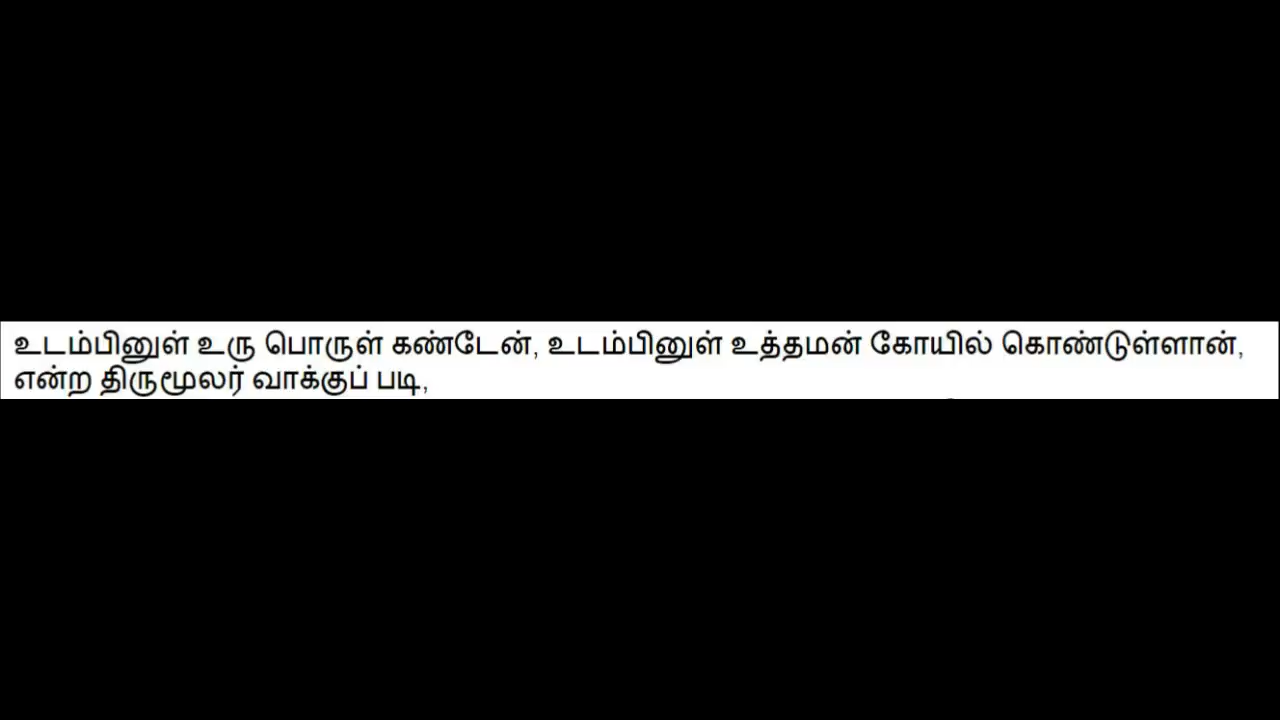 உடம்பினுள் உரு பொருள் கண்டேன், உடம்பினுள் உத்தமன் கோயில் கொண்டுள்ளான்,
என்ற திருமூலர் வாக்குப் படி,